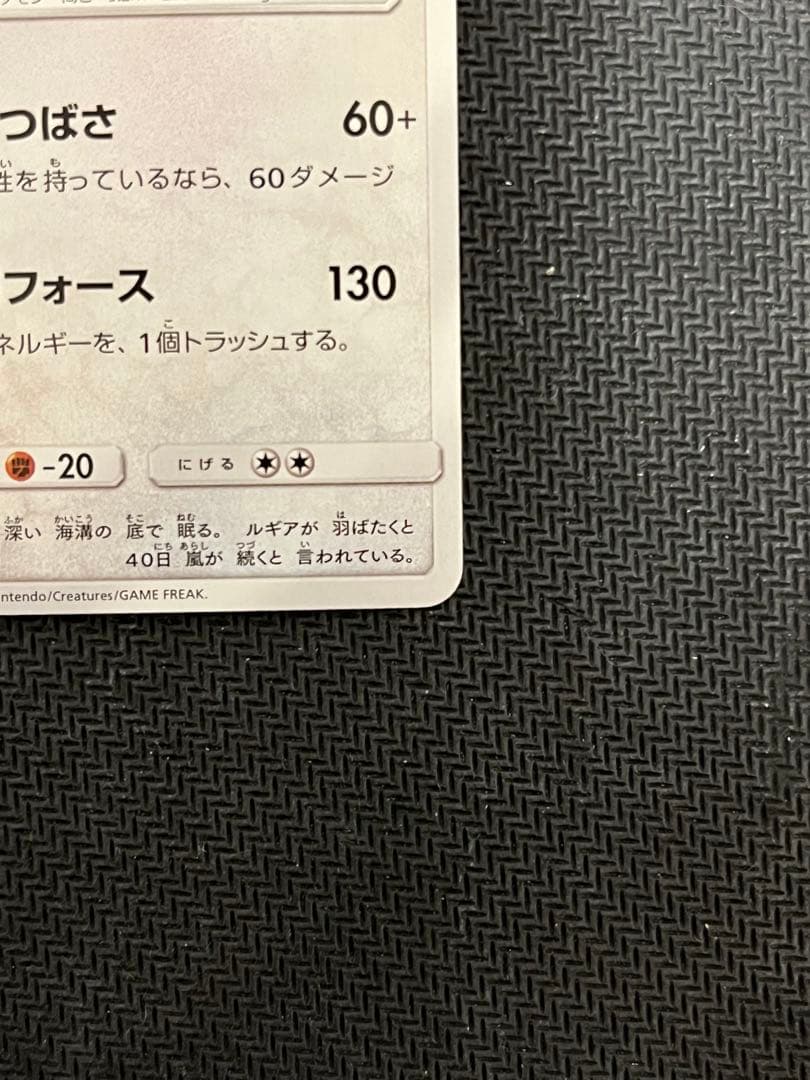 つばさ 60+
性を持っているなら、60ダメージ
フォース 130
ネルギーを、1個トラッシュする。
-20 にげる
深い 海溝の 底で 眠る。 ルギアが 羽ばたくと
40日 嵐が 続くと 言われている。
ntendo/Creatures/GAME FREAK.